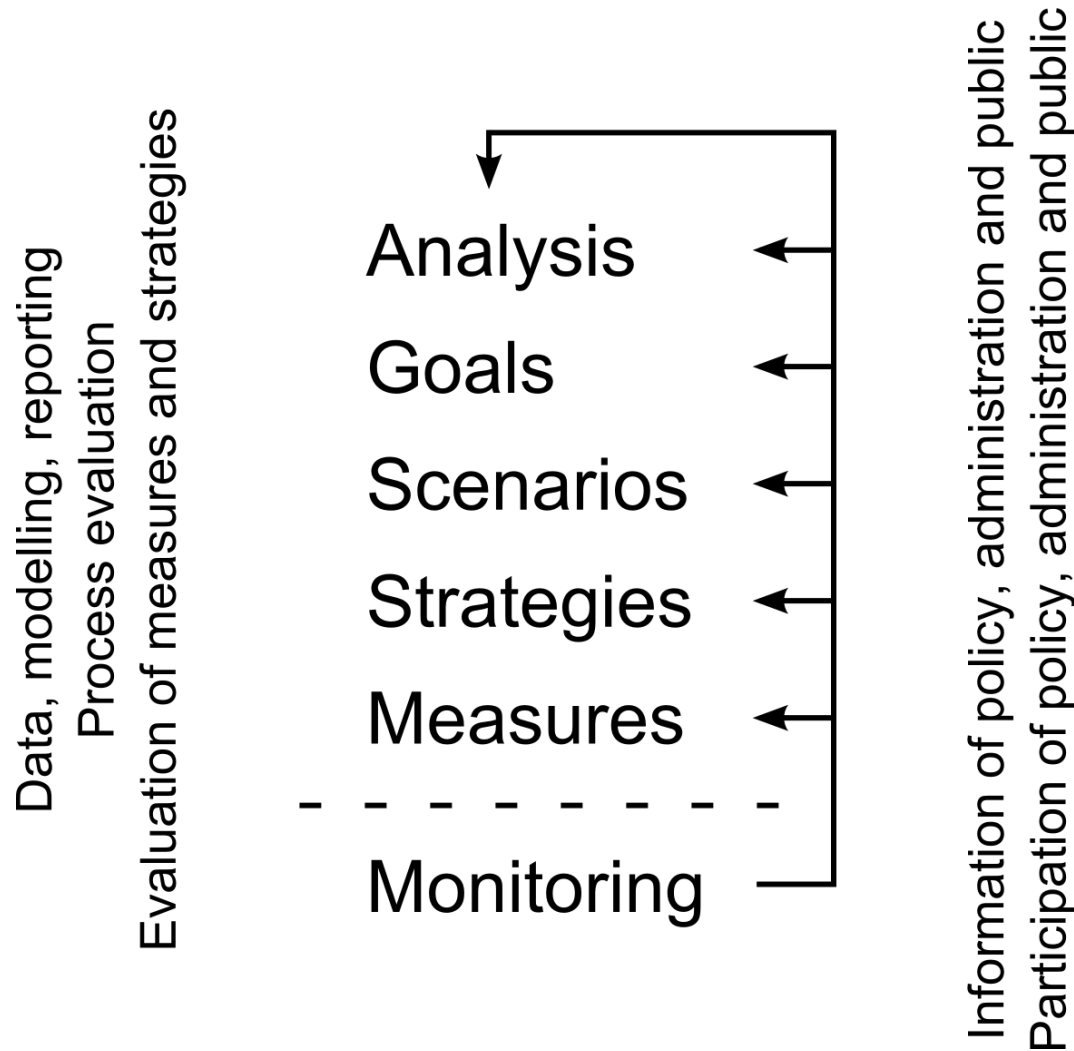 Data, modelling, reporting
Process evaluation
Evaluation of measures and strategies
Analysis
Goals
Scenarios
Strategies
Measures
Monitoring
Information of policy, administration and public
Participation of policy, administration and public